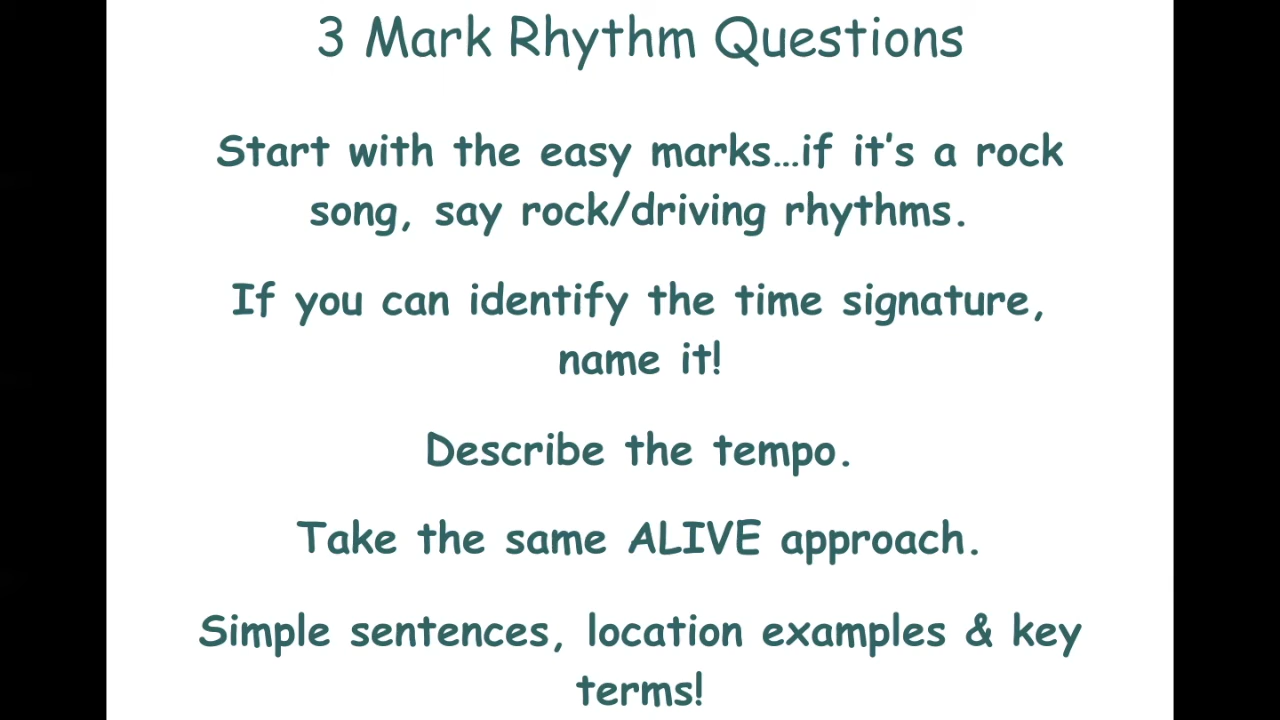 3 Mark Rhythm Questions
Start with the easy marks...if it's a rock
song, say rock/driving rhythms.
If you can identify the time signature,
name it!
Describe the tempo.
Take the same ALIVE approach.
Simple sentences, location examples & key
terms!